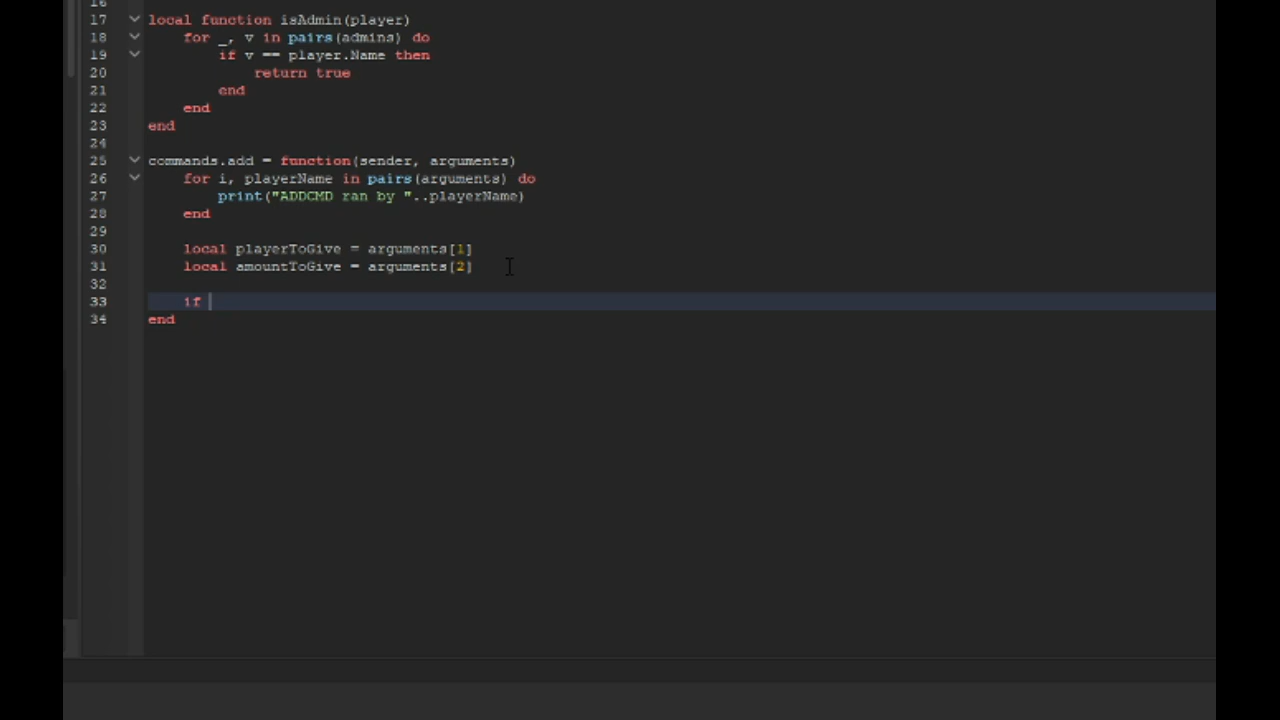 16
17 local function isAdmin(player)
18 for _, v in pairs(admins) do
19 if v == player.Name then
20 return true
21 end
22 end
23 end
24
25 commands.add = function(sender, arguments)
26 for i, playerName in pairs(arguments) do
27 print("ADDCMD ran by "..playerName)
28 end
29
30 local playerToGive = arguments[1]
31 local amountToGive = arguments[2]
32
33 if
34 end